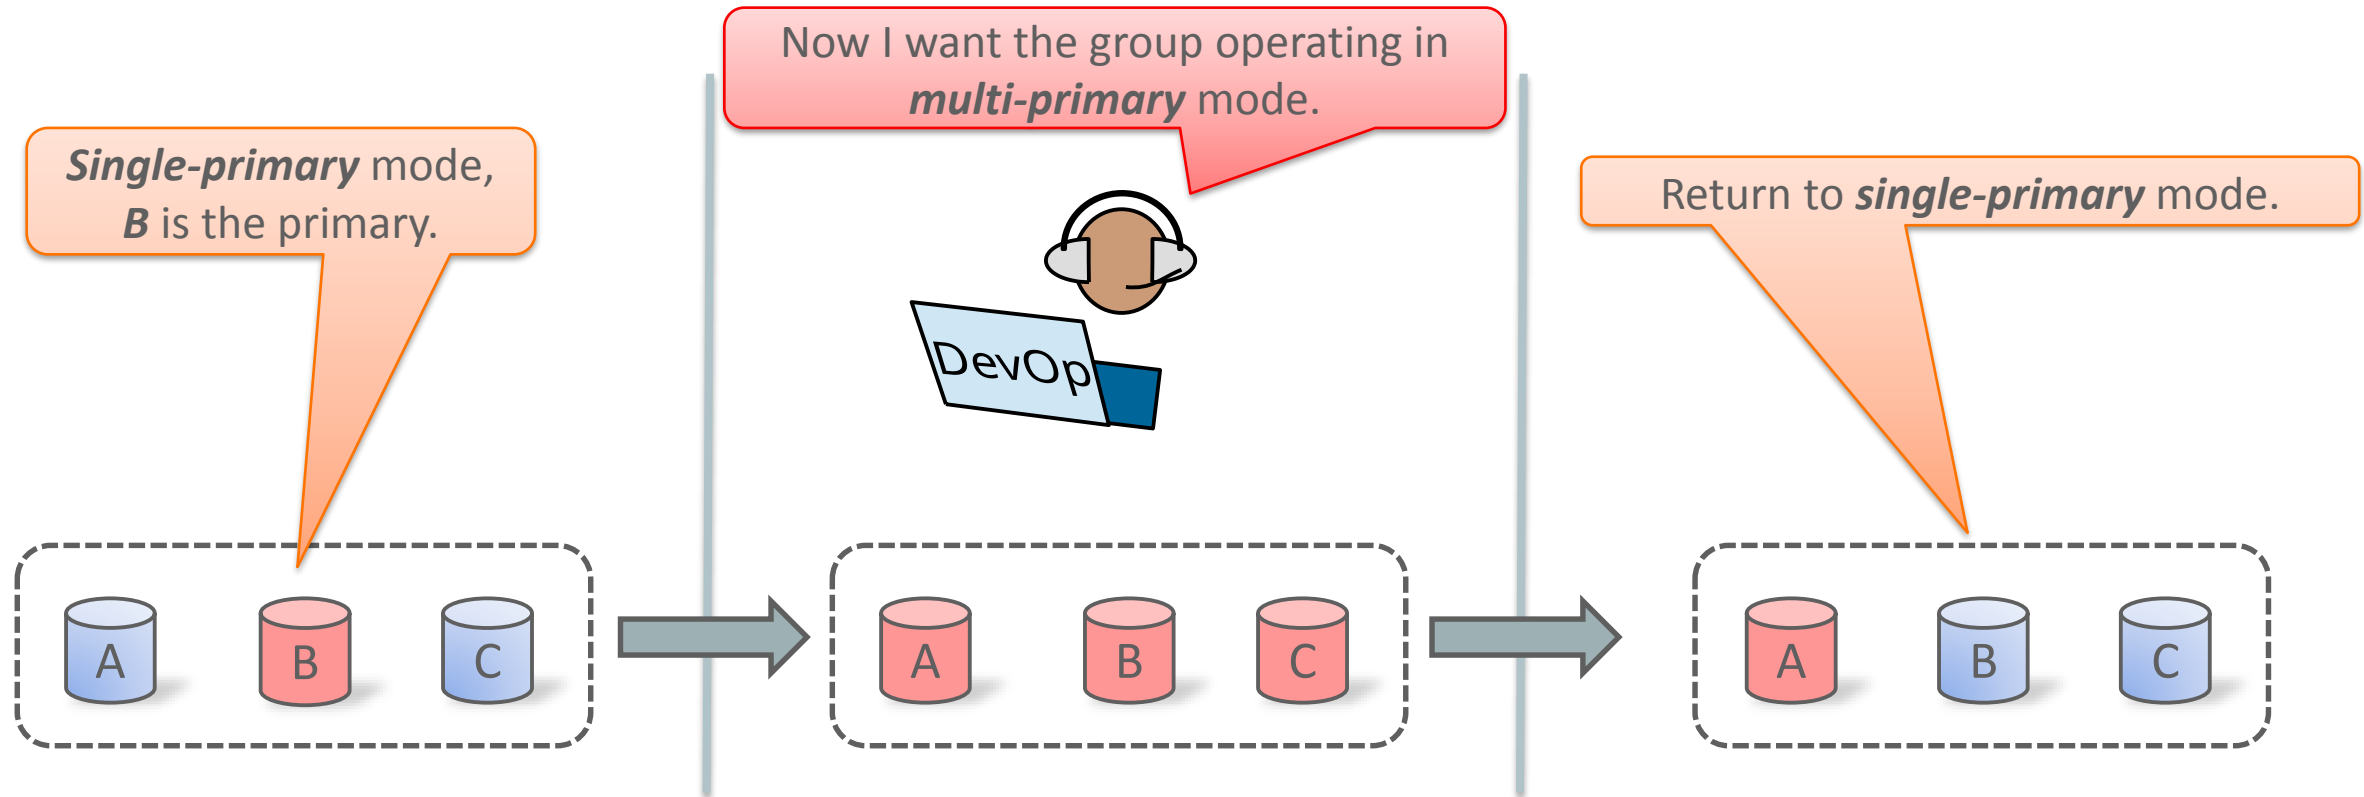 Now I want the group operating in
multi-primary mode.
Single-primary mode,
B is the primary.
Return to single-primary mode.
DevOp
A B C
A B C
A B C